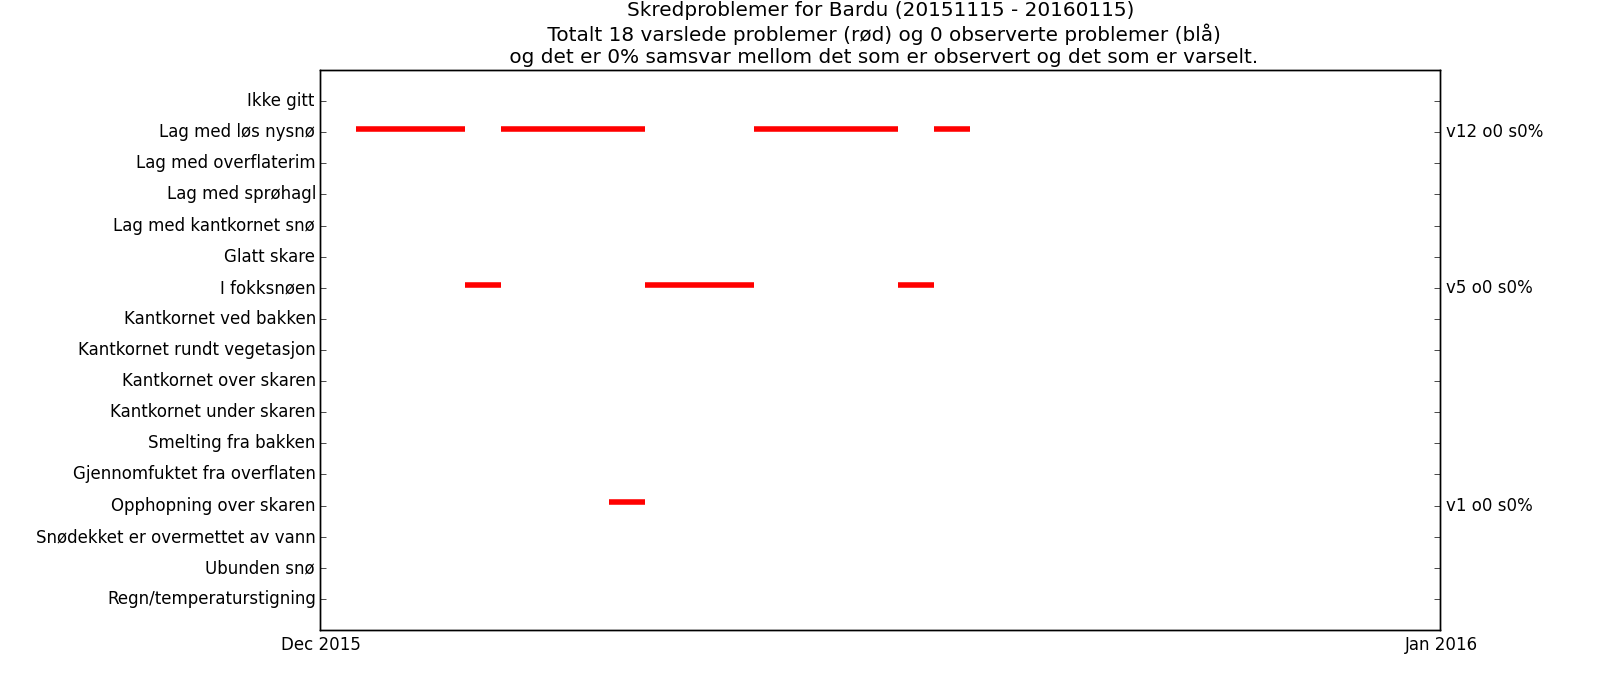 Skredproblemer for Bardu (20151115 - 20160115)
Totalt 18 varslede problemer (rød) og 0 observerte problemer (blå)
og det er 0% samsvar mellom det som er observert og det som er varselt.
Ikke gitt
Lag med løs nysnø v12 o0 s0%
Lag med overflaterim
Lag med sprøhagl
Lag med kantkornet snø
Glatt skare
I fokksnøen v5 o0 s0%
Kantkornet ved bakken
Kantkornet rundt vegetasjon
Kantkornet over skaren
Kantkornet under skaren
Smelting fra bakken
Gjennomfuktet fra overflaten
Opphopning over skaren v1 o0 s0%
Snødekket er overmettet av vann
Ubunden snø
Regn/temperaturstigning
Dec 2015 Jan 2016